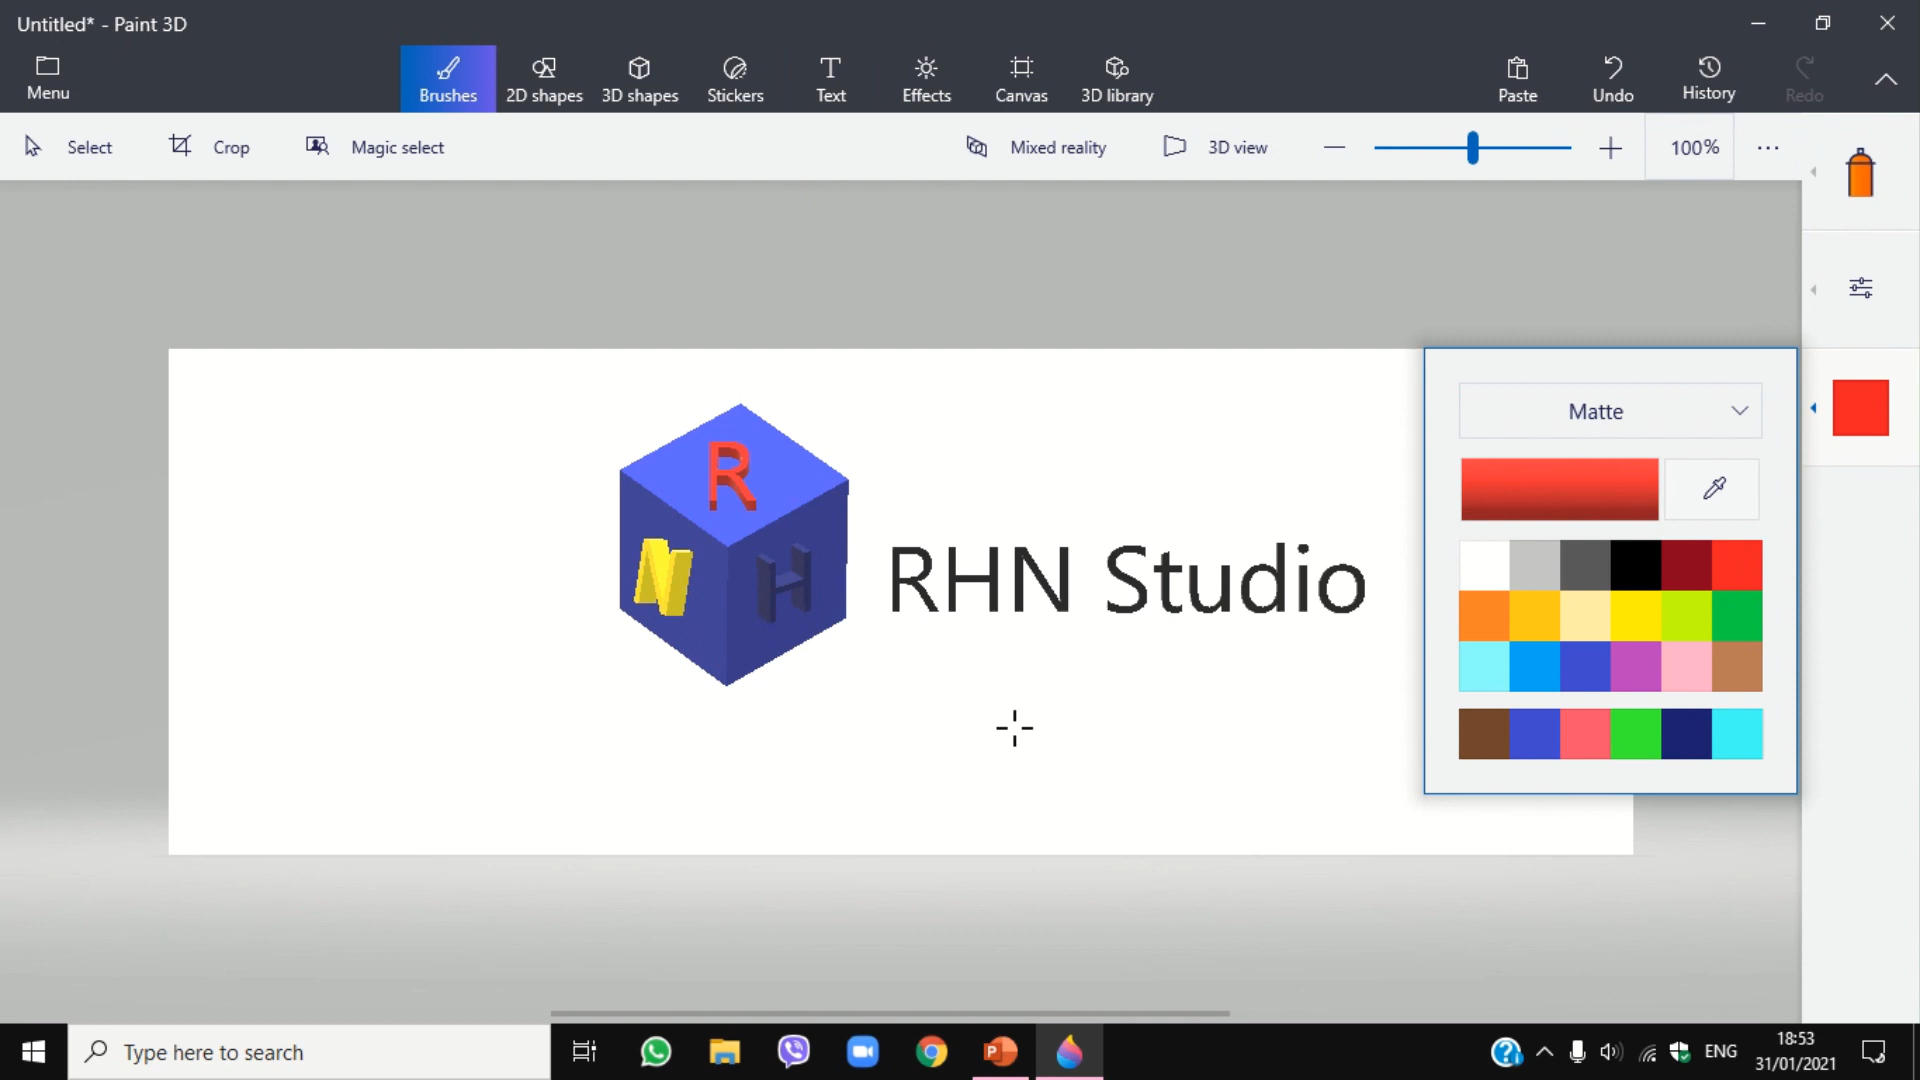 Untitled* - Paint 3D
Menu
Brushes
2D shapes
3D shapes
Stickers
Text
Effects
Canvas
3D library
Paste
Undo
History
Redo
Select
Crop
Magic select
Mixed reality
3D view
100%
Matte
R
N
H
RHN Studio
Type here to search
ENG
18:53
31/01/2021